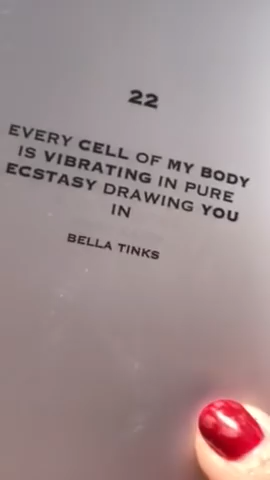 22
EVERY CELL OF MY BODY
IS VIBRATING IN PURE
ECSTASY DRAWING YOU
IN
BELLA TINKS